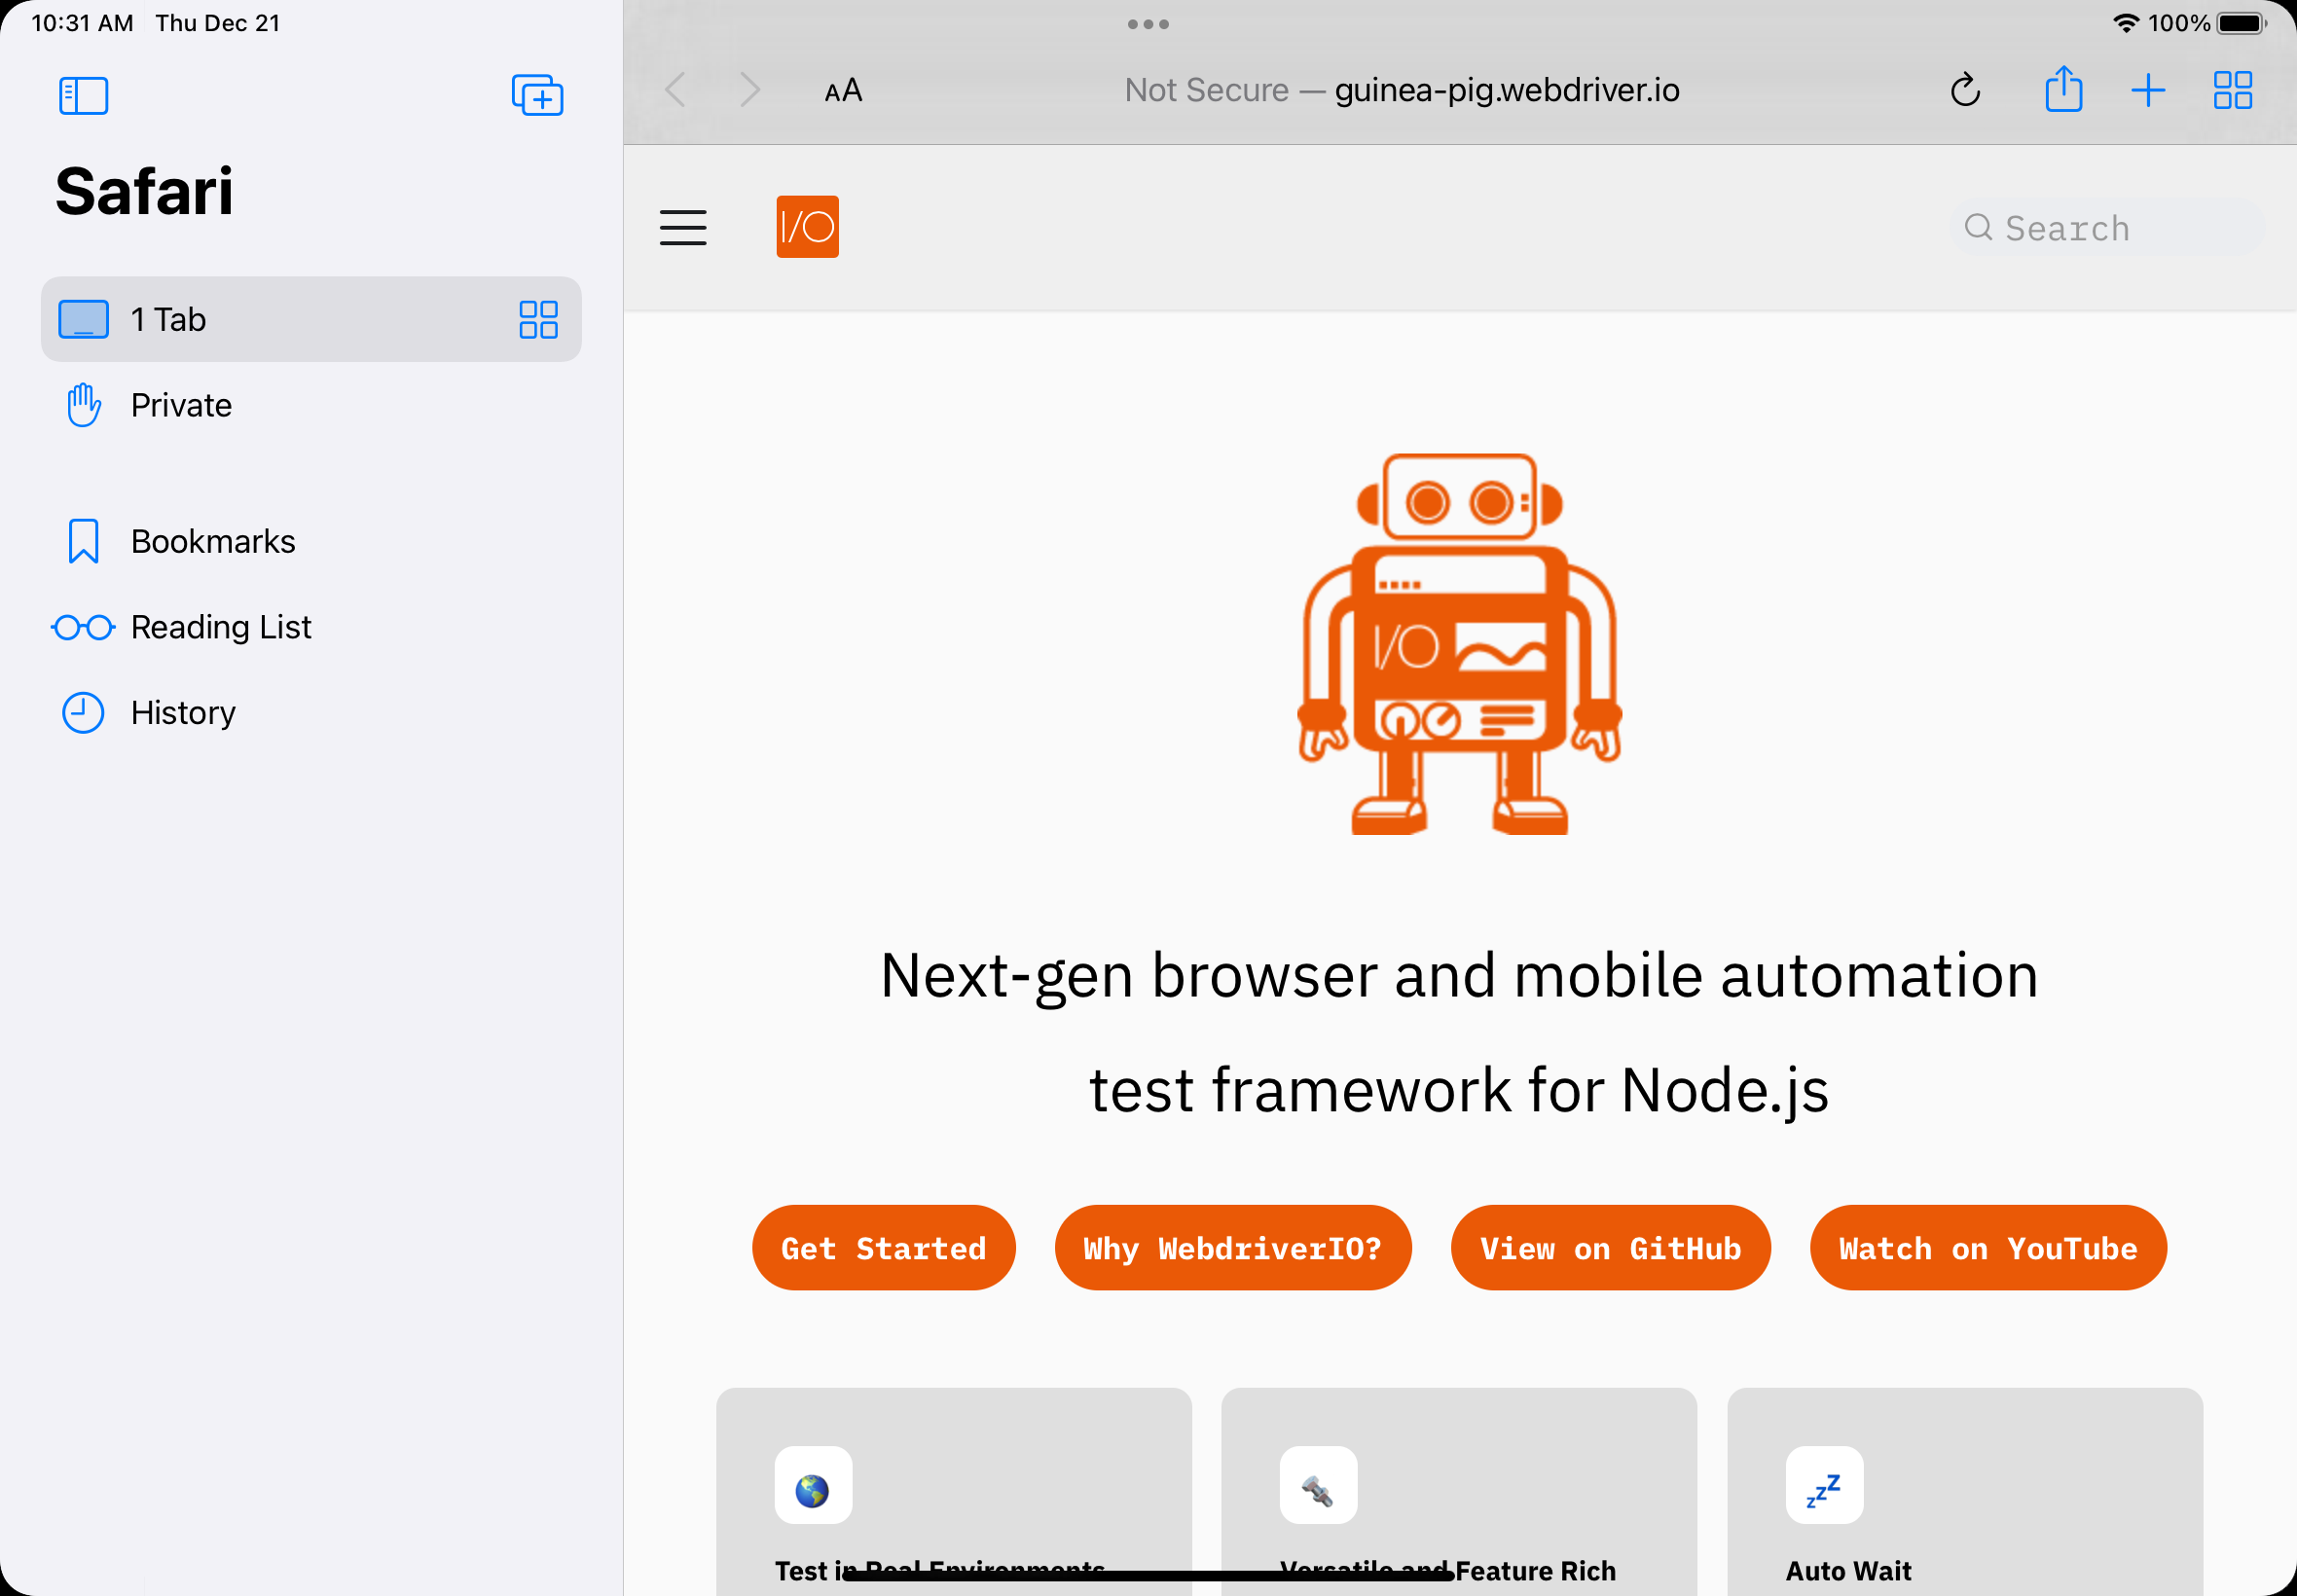 10:31 AM Thu Dec 21
100%
Safari
1 Tab
Private
Bookmarks
Reading List
History
AA
Not Secure — guinea-pig.webdriver.io
I/O
Search
I/O
Next-gen browser and mobile automation
test framework for Node.js
Get Started
Why WebdriverIO?
View on GitHub
Watch on YouTube
zzz
Test in Real Environments
Versatile and Feature Rich
Auto Wait